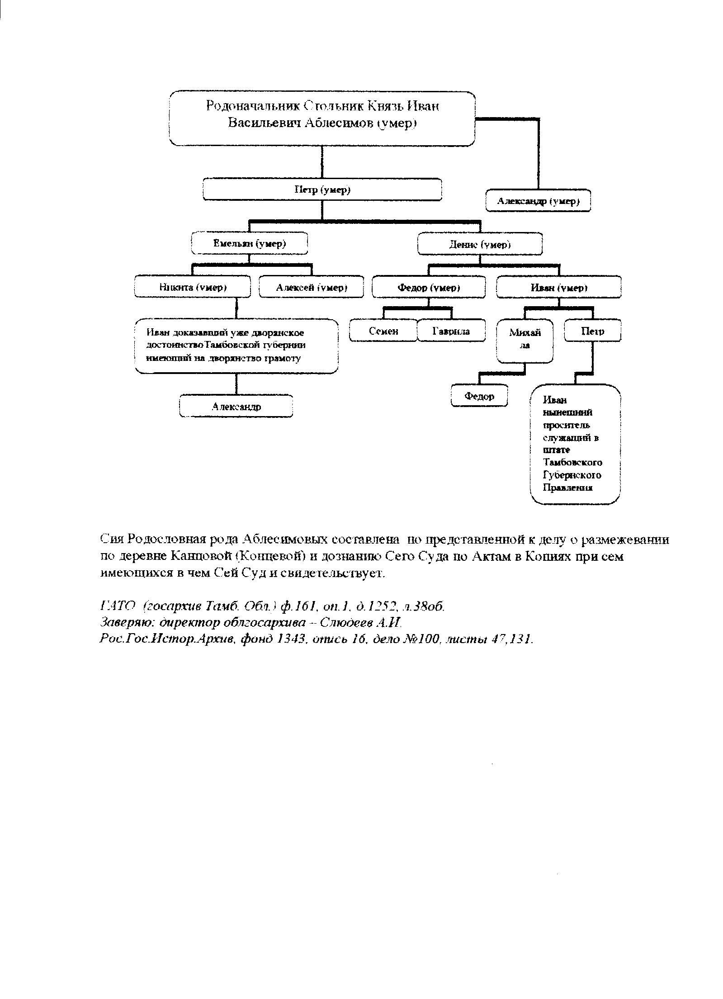 Родоначальник Стольник Князь Иван
Васильевич Аблесимов (умер)
Петр (умер)
Александр (умер)
Емельян (умер)
Денис (умер)
Никита (умер)
Алексей (умер)
Федор (умер)
Иван (умер)
Иван доказавший уже дворянское
достоинство Тамбовской губернии
имеющий на дворянство грамоту
Семен
Гаврила
Михай
ла
Петр
Александр
Федор
Иван
нынешний
проситель
служащий в
штате
Тамбовского
Губернского
Правления
Сия Родословная рода Аблесимовых составлена по представленной к делу о размежевании
по деревне Канцовой (Концевой) и дознанию Сего Суда по Актам в Копиях при сем
имеющихся в чем Сей Суд и свидетельствует.
ГАТО (госархив Тамб. Обл.) ф.161, оп.1, д.1252, л.38об.
Заверяю: директор облгосархива – Слюдеев А.И.
Рос.Гос.Истор.Архив, фонд 1343, опись 16, дело №100, листы 47,131.